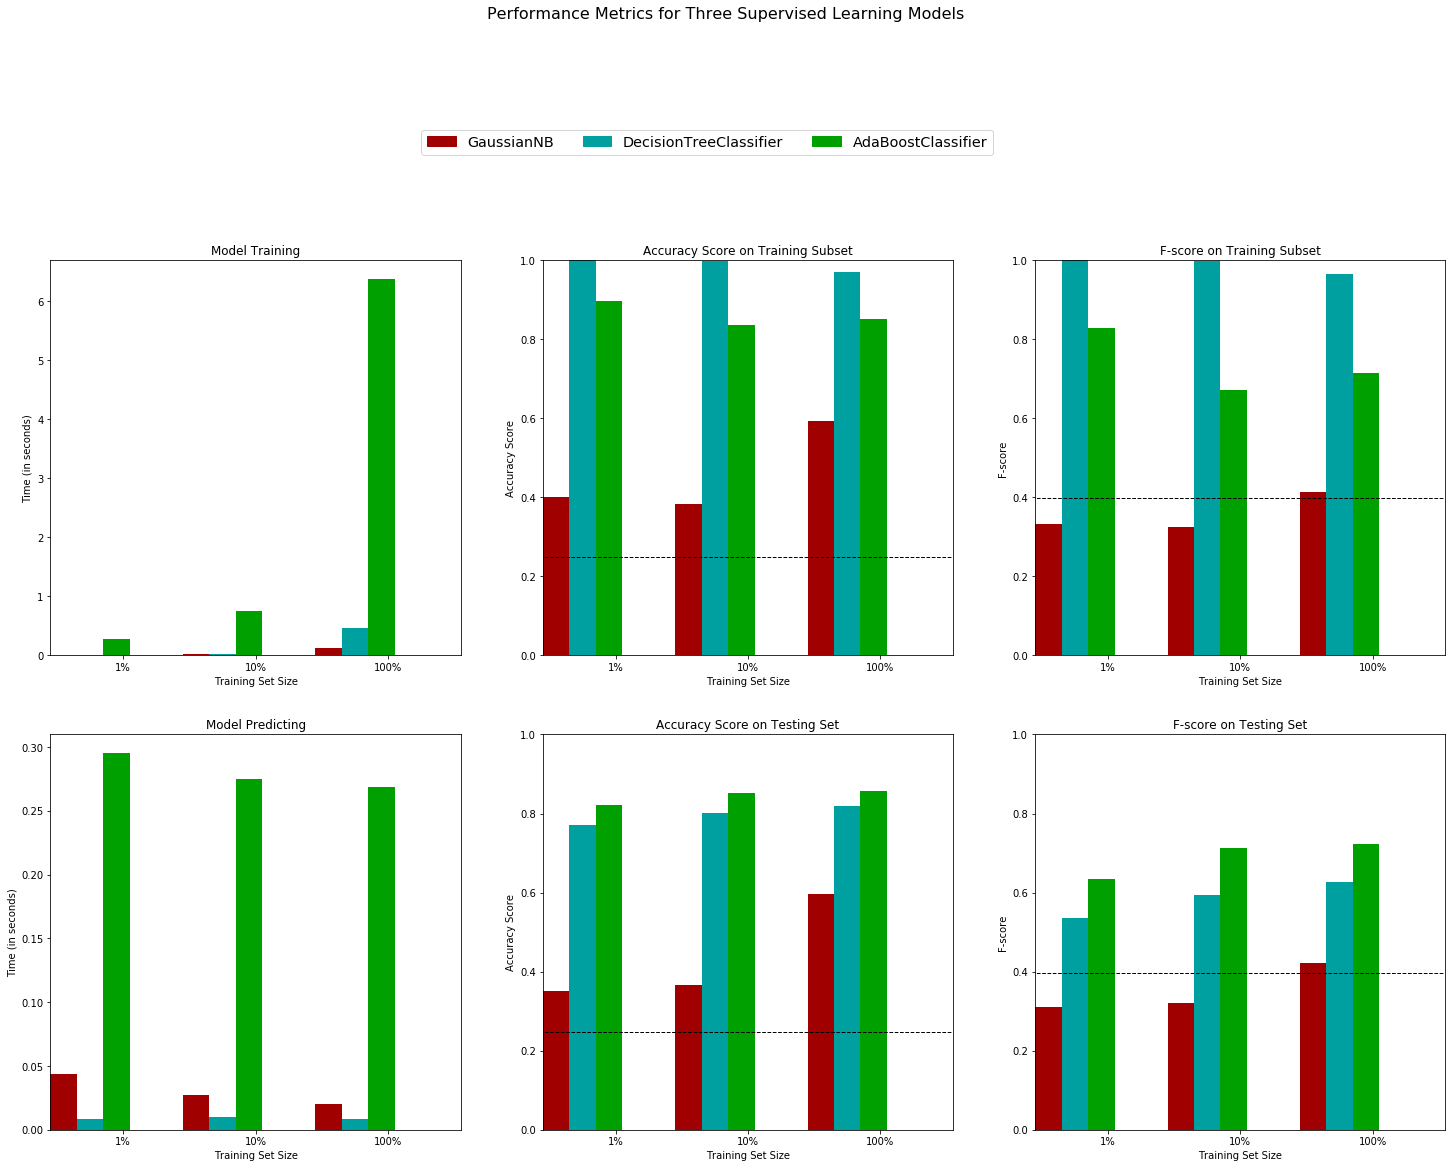 Performance Metrics for Three Supervised Learning Models
GaussianNB DecisionTreeClassifier AdaBoostClassifier
Model Training
Time (in seconds)
6
5
4
3
2
1
0
1% 10% 100%
Training Set Size
Accuracy Score on Training Subset
Accuracy Score
1.0
0.8
0.6
0.4
0.2
0.0
1% 10% 100%
Training Set Size
F-score on Training Subset
F-score
1.0
0.8
0.6
0.4
0.2
0.0
1% 10% 100%
Training Set Size
Model Predicting
Time (in seconds)
0.30
0.25
0.20
0.15
0.10
0.05
0.00
1% 10% 100%
Training Set Size
Accuracy Score on Testing Set
Accuracy Score
1.0
0.8
0.6
0.4
0.2
0.0
1% 10% 100%
Training Set Size
F-score on Testing Set
F-score
1.0
0.8
0.6
0.4
0.2
0.0
1% 10% 100%
Training Set Size